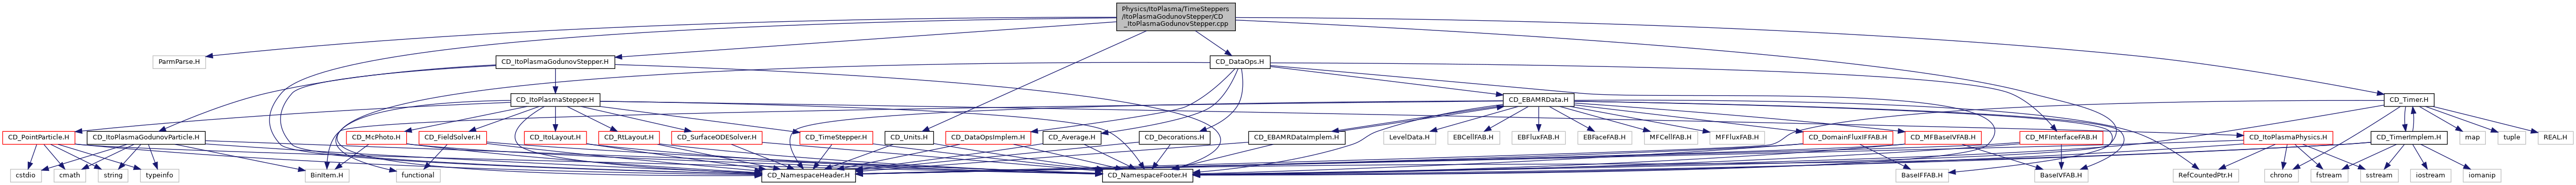 Physics/ItoPlasma/TimeSteppers
/ItoPlasmaGodunovStepper/CD
_ItoPlasmaGodunovStepper.cpp
ParmParse.H
CD_ItoPlasmaGodunovStepper.H
CD_DataOps.H
CD_ItoPlasmaStepper.H
CD_EBAMRData.H
CD_Timer.H
CD_PointParticle.H
CD_ItoPlasmaGodunovParticle.H
CD_McPhoto.H
CD_FieldSolver.H
CD_ItoLayout.H
CD_RtLayout.H
CD_SurfaceODESolver.H
CD_TimeStepper.H
CD_Units.H
CD_DataOpsImplem.H
CD_Average.H
CD_Decorations.H
CD_EBAMRDataImplem.H
LevelData.H
EBCellFAB.H
EBFluxFAB.H
EBFaceFAB.H
MFCellFAB.H
MFFluxFAB.H
CD_DomainFluxIFFAB.H
CD_MFBaseIVFAB.H
CD_MFInterfaceFAB.H
CD_ItoPlasmaPhysics.H
CD_TimerImplem.H
map
tuple
REAL.H
cstdio
cmath
string
typeinfo
BinItem.H
functional
CD_NamespaceHeader.H
CD_NamespaceFooter.H
BaseIFFAB.H
BaseIVFAB.H
RefCountedPtr.H
chrono
fstream
sstream
iostream
iomanip